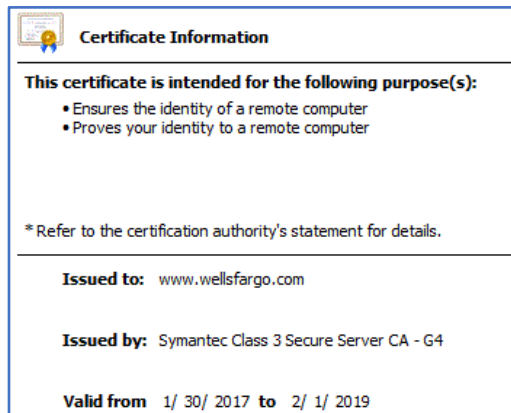 Certificate Information
This certificate is intended for the following purpose(s):
• Ensures the identity of a remote computer
• Proves your identity to a remote computer
* Refer to the certification authority's statement for details.
Issued to: www.wellsfargo.com
Issued by: Symantec Class 3 Secure Server CA - G4
Valid from 1/ 30/ 2017 to 2/ 1/ 2019